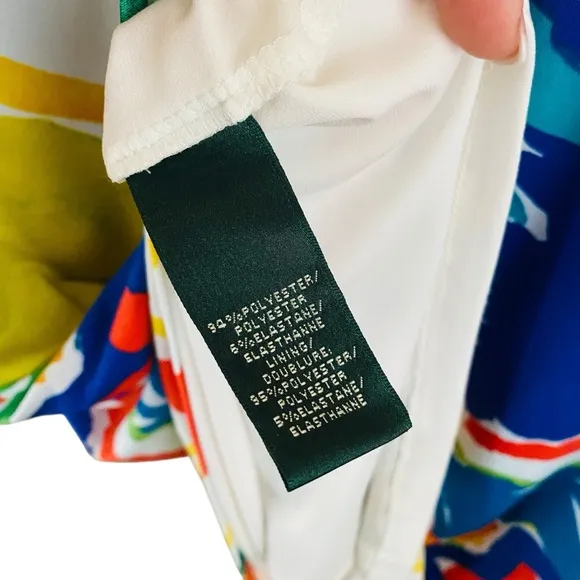 94%POLYESTER/
POLYESTER
6%ELASTANE/
ELASTHANNE
LINING/
DOUBLURE:
95%POLYESTER/
POLYESTER
5%ELASTANE/
ELASTHANNE